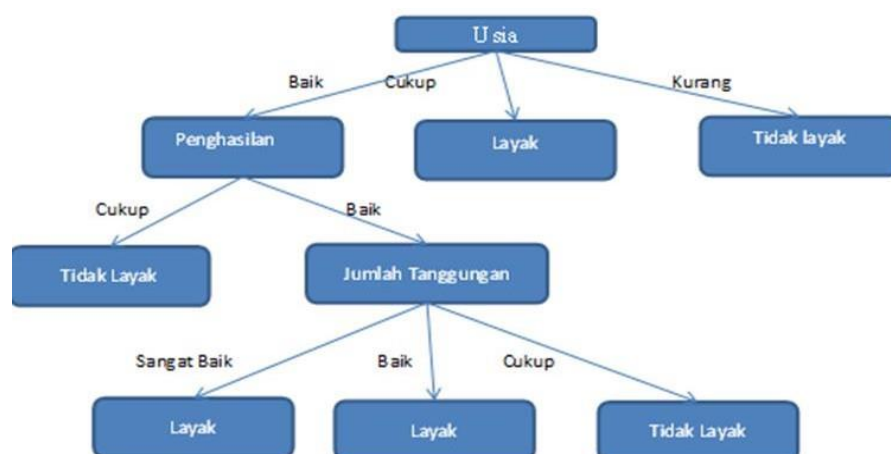 Usia
Baik
Cukup
Kurang
Penghasilan
Layak
Tidak layak
Cukup
Baik
Tidak Layak
Jumlah Tanggungan
Sangat Baik
Baik
Cukup
Layak
Layak
Tidak Layak